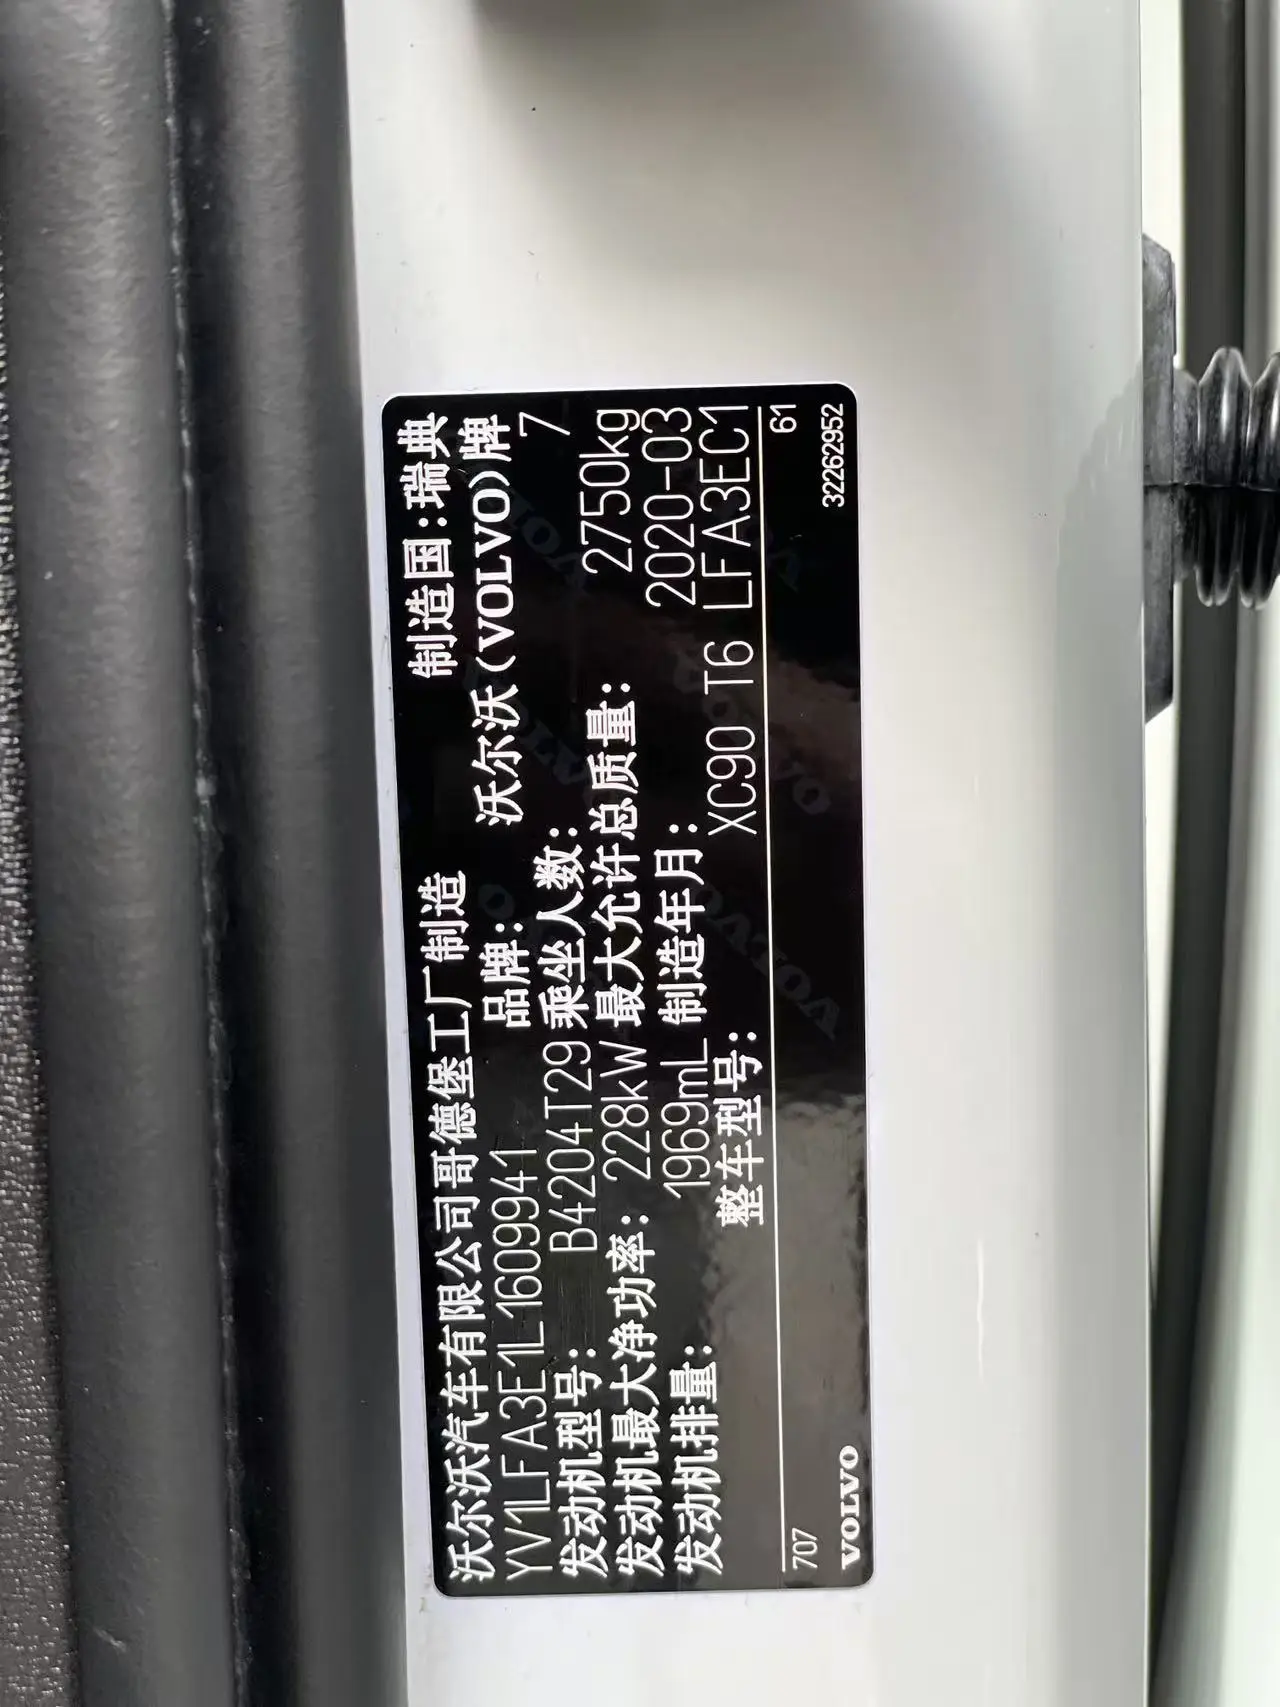 沃尔沃汽车有限公司哥德堡工厂制造 制造国:瑞典
YV1LFA3E1L1609941 品牌: 沃尔沃(VOLVO)牌
发动机型号: B4204T29 乘坐人数: 7
发动机最大净功率: 228kW 最大允许总质量: 2750kg
发动机排量: 1969mL 制造年月: 2020-03
整车型号: XC90 T6 LFA3EC1
707 61
VOLVO 32262952